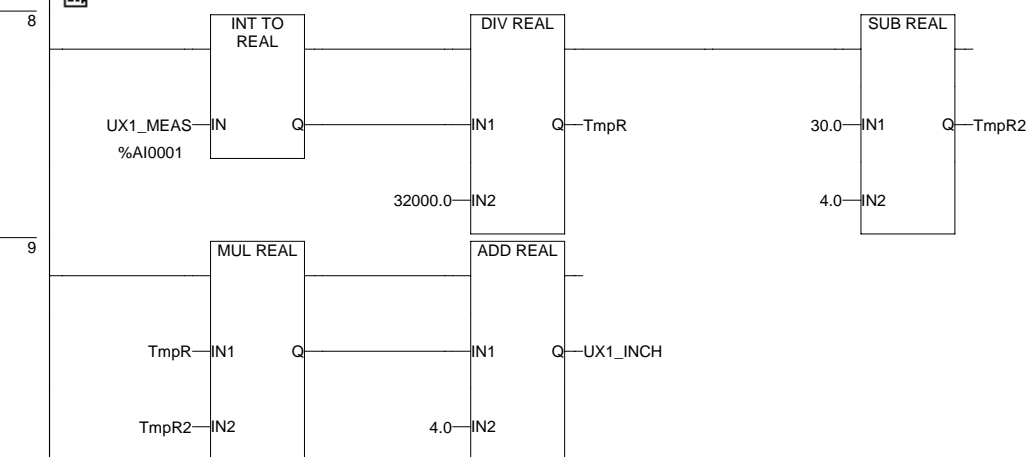 8
INT TO
REAL
DIV REAL
SUB REAL
UX1_MEAS IN Q IN1 Q TmpR 30.0 IN1 Q TmpR2
%AI0001
32000.0 IN2 4.0 IN2
9
MUL REAL ADD REAL
TmpR IN1 Q IN1 Q UX1_INCH
TmpR2 IN2 4.0 IN2